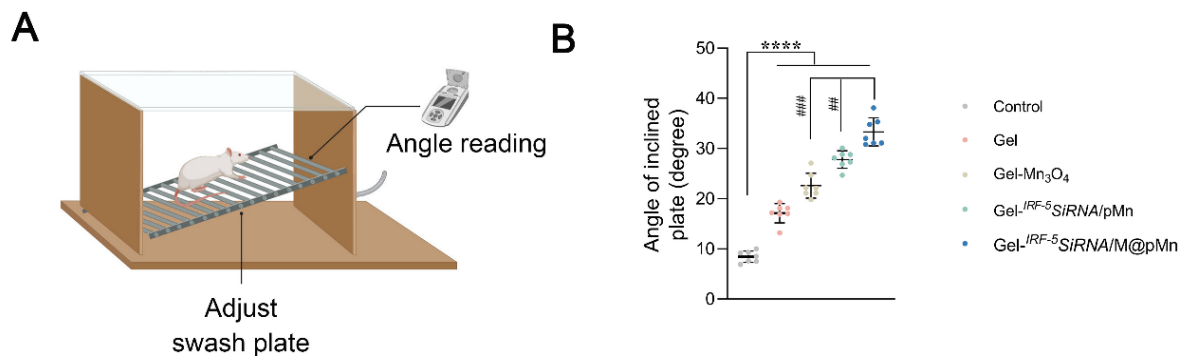 A
Angle reading
Adjust
swash plate
B
Angle of inclined
plate (degree)
50
40
30
20
10
0
****
###
##
Control
Gel
Gel-Mn₃O₄
Gel-ᴵᴿᶠ⁻⁵SiRNA/pMn
Gel-ᴵᴿᶠ⁻⁵SiRNA/M@pMn